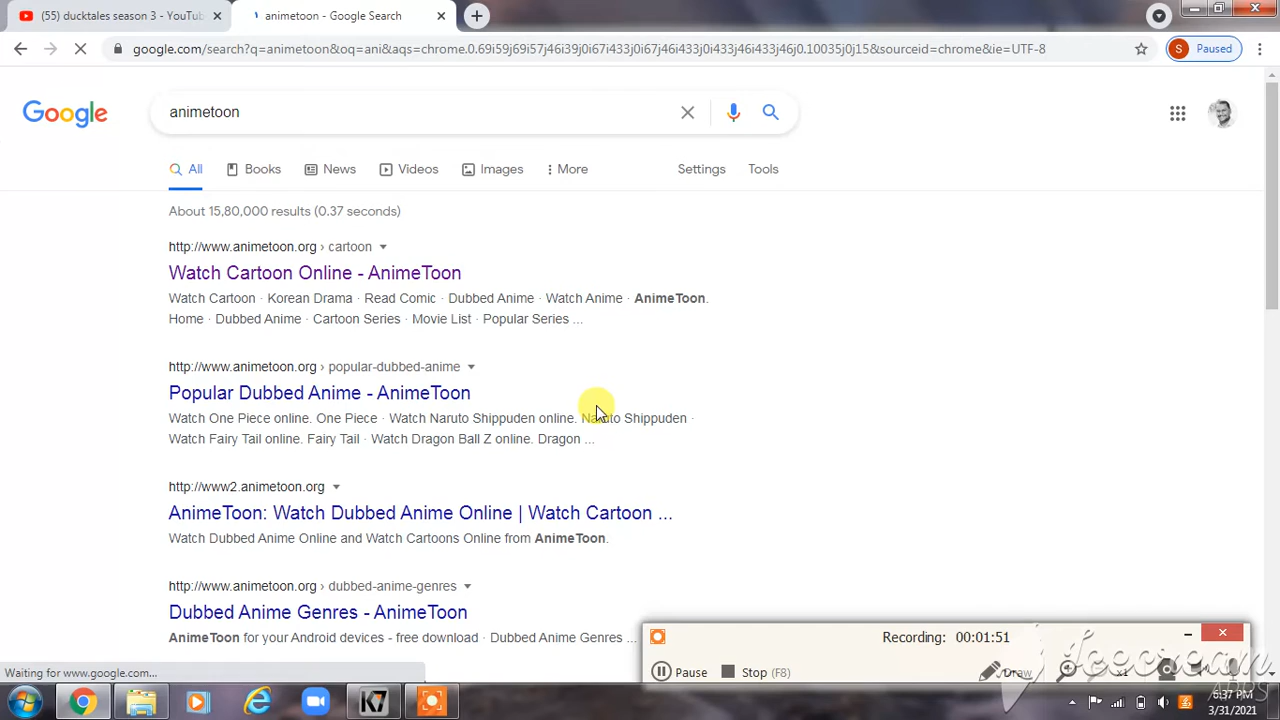 (55) ducktales season 3 - YouTub
animetoon - Google Search
google.com/search?q=animetoon&oq=ani&aqs=chrome.0.69i59j69i57j46i39j0i67i433j0i67j46i433j0i433j46i433j46j0.10035j0j15&sourceid=chrome&ie=UTF-8
S Paused
Google
animetoon
All Books News Videos Images More Settings Tools
About 15,80,000 results (0.37 seconds)
http://www.animetoon.org › cartoon
Watch Cartoon Online - AnimeToon
Watch Cartoon · Korean Drama · Read Comic · Dubbed Anime · Watch Anime · AnimeToon.
Home · Dubbed Anime · Cartoon Series · Movie List · Popular Series ...
http://www.animetoon.org › popular-dubbed-anime
Popular Dubbed Anime - AnimeToon
Watch One Piece online. One Piece · Watch Naruto Shippuden online. Naruto Shippuden ·
Watch Fairy Tail online. Fairy Tail · Watch Dragon Ball Z online. Dragon ...
http://www2.animetoon.org
AnimeToon: Watch Dubbed Anime Online | Watch Cartoon ...
Watch Dubbed Anime Online and Watch Cartoons Online from AnimeToon.
http://www.animetoon.org › dubbed-anime-genres
Dubbed Anime Genres - AnimeToon
AnimeToon for your Android devices - free download · Dubbed Anime Genres ...
Recording: 00:01:51
Pause Stop (F8) Draw x1
Icecream
APPS
Waiting for www.google.com...
K7
6:37 PM
3/31/2021